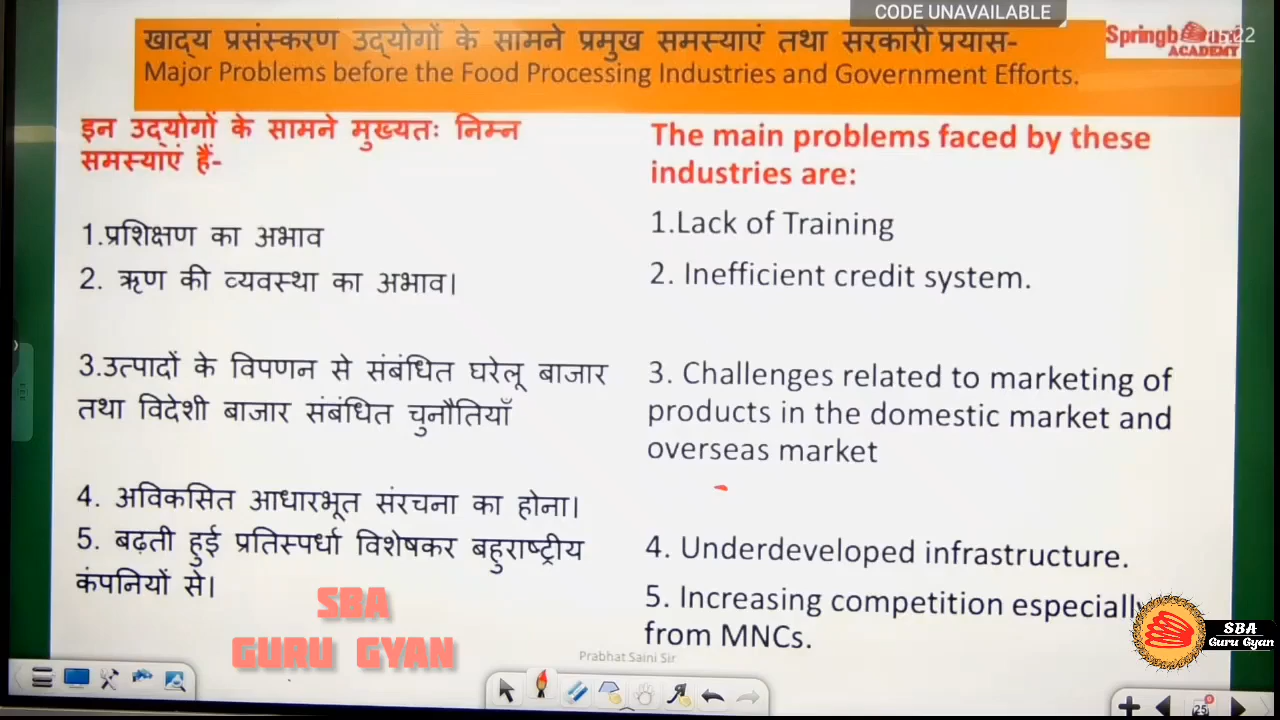 CODE UNAVAILABLE
खाद्य प्रसंस्करण उद्योगों के सामने प्रमुख समस्याएं तथा सरकारी प्रयास-
Major Problems before the Food Processing Industries and Government Efforts.
ACADEMY
इन उद्योगों के सामने मुख्यतः निम्न
समस्याएं हैं-
1.प्रशिक्षण का अभाव
2. ऋण की व्यवस्था का अभाव।
3.उत्पादों के विपणन से संबंधित घरेलू बाजार
तथा विदेशी बाजार संबंधित चुनौतियाँ
4. अविकसित आधारभूत संरचना का होना।
5. बढ़ती हुई प्रतिस्पर्धा विशेषकर बहुराष्ट्रीय
कंपनियों से।
The main problems faced by these
industries are:
1.Lack of Training
2. Inefficient credit system.
3. Challenges related to marketing of
products in the domestic market and
overseas market
4. Underdeveloped infrastructure.
5. Increasing competition especially
from MNCs.
SBA
GURU GYAN
Prabhat Saini Sir
SBA
Guru Gyan
25